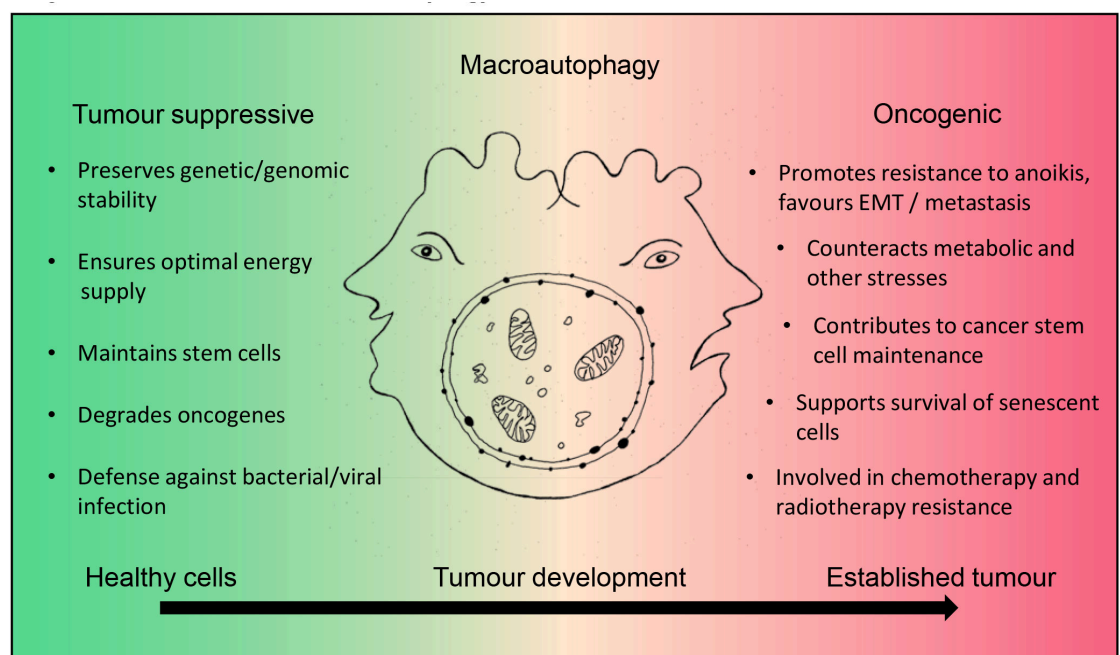 Macroautophagy
Tumour suppressive
• Preserves genetic/genomic
stability
• Ensures optimal energy
supply
• Maintains stem cells
• Degrades oncogenes
• Defense against bacterial/viral
infection
Oncogenic
• Promotes resistance to anoikis,
favours EMT / metastasis
• Counteracts metabolic and
other stresses
• Contributes to cancer stem
cell maintenance
• Supports survival of senescent
cells
• Involved in chemotherapy and
radiotherapy resistance
Healthy cells
Tumour development
Established tumour